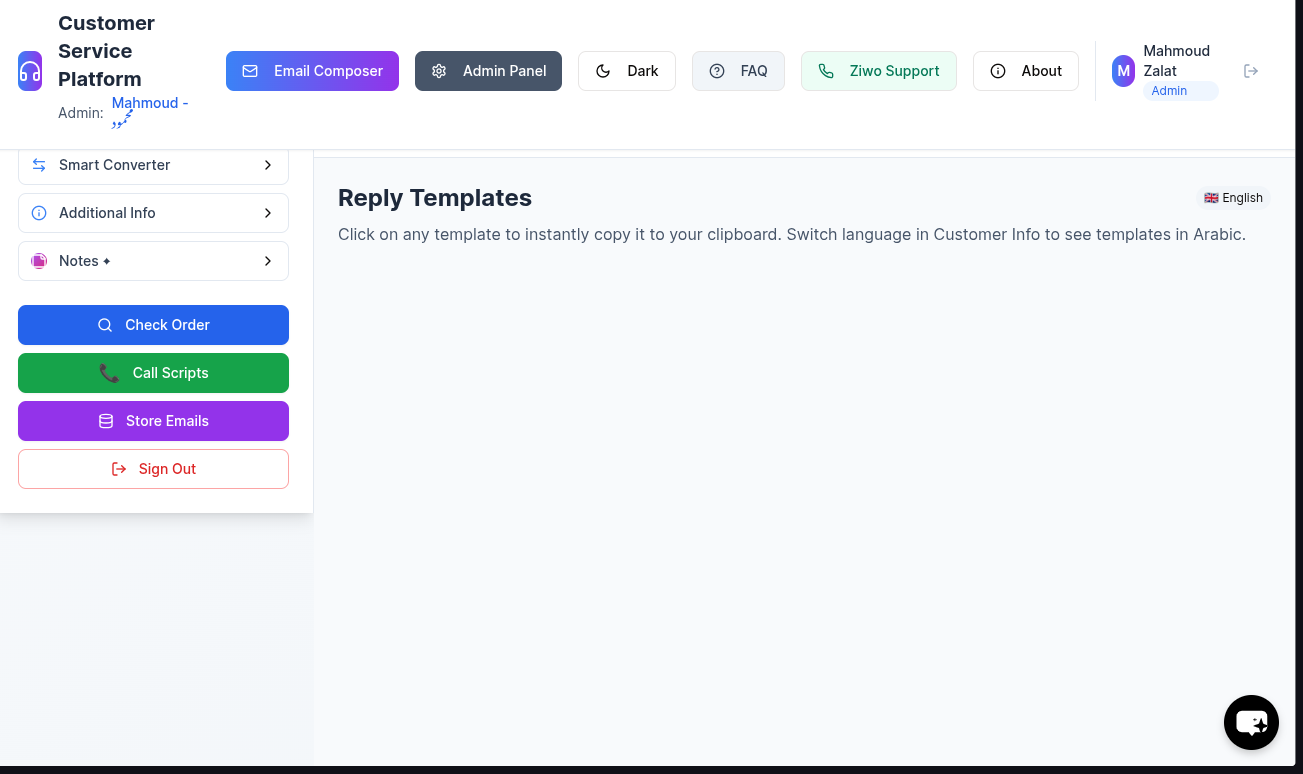 Customer
Service
Platform
Admin:
Mahmoud -
محمود
Email Composer
Admin Panel
Dark
FAQ
Ziwo Support
About
M
Mahmoud
Zalat
Admin
Smart Converter
Additional Info
Notes ✦
Check Order
Call Scripts
Store Emails
Sign Out
Reply Templates
🇬🇧 English
Click on any template to instantly copy it to your clipboard. Switch language in Customer Info to see templates in Arabic.